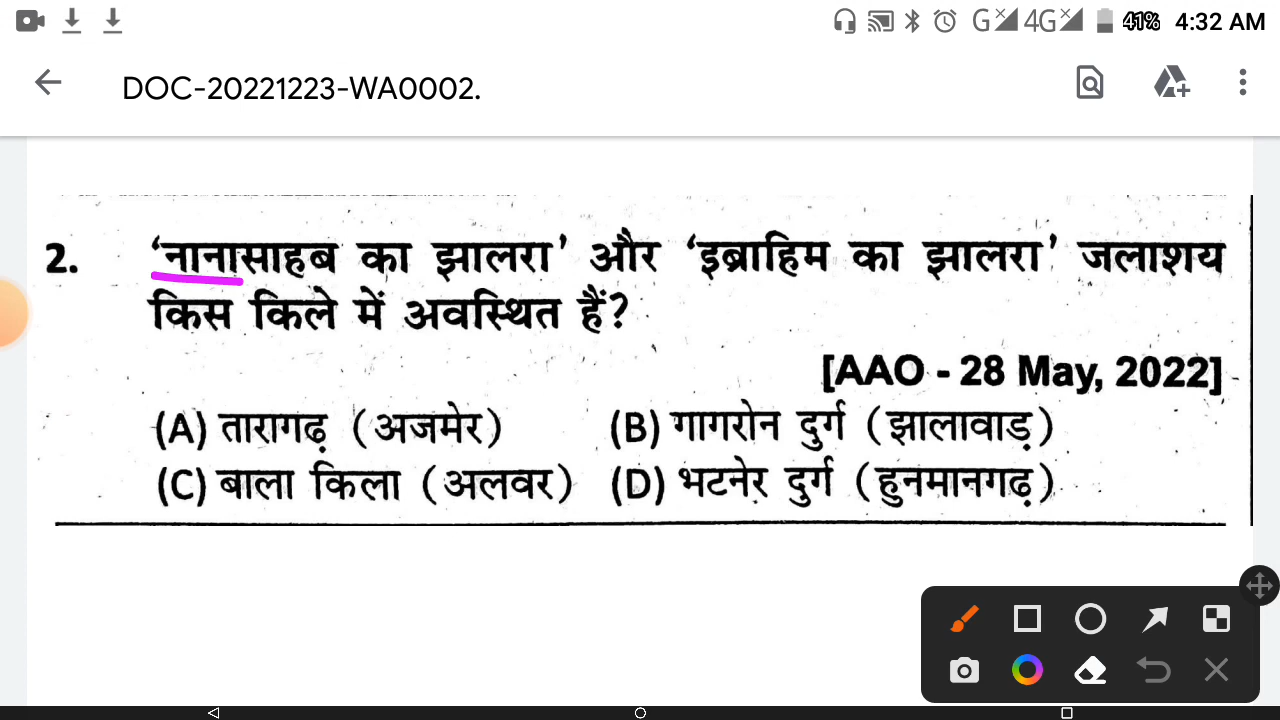 G 4G 41% 4:32 AM
DOC-20221223-WA0002.
2. ‘नानासाहब का झालरा’ और ‘इब्राहिम का झालरा’ जलाशय
किस किले में अवस्थित हैं?
[AAO - 28 May, 2022]
(A) तारागढ़ (अजमेर) (B) गागरोन दुर्ग (झालावाड़)
(C) बाला किला (अलवर) (D) भटनेर दुर्ग (हुनमानगढ़)